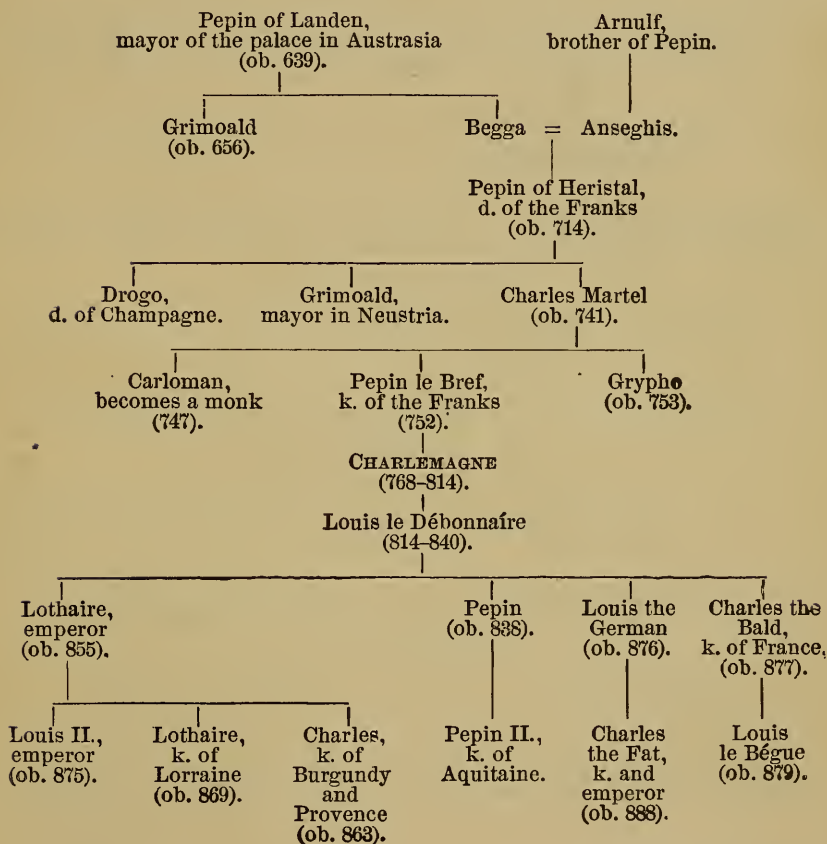 Pepin of Landen,
mayor of the palace in Austrasia
(ob. 639).
Arnulf,
brother of Pepin.
Grimoald
(ob. 656).
Begga = Anseghis.
Pepin of Heristal,
d. of the Franks
(ob. 714).
Drogo,
d. of Champagne.
Grimoald,
mayor in Neustria.
Charles Martel
(ob. 741).
Carloman,
becomes a monk
(747).
Pepin le Bref,
k. of the Franks
(752).
Grypho
(ob. 753).
CHARLEMAGNE
(768–814).
Louis le Débonnaíre
(814–840).
Lothaire,
emperor
(ob. 855).
Pepin
(ob. 838).
Louis the
German
(ob. 876).
Charles the
Bald,
k. of France,
(ob. 877).
Louis II.,
emperor
(ob. 875).
Lothaire,
k. of
Lorraine
(ob. 869).
Charles,
k. of
Burgundy
and
Provence
(ob. 863).
Pepin II.,
k. of
Aquitaine.
Charles
the Fat,
k. and
emperor
(ob. 888).
Louis
le Bégue
(ob. 879).